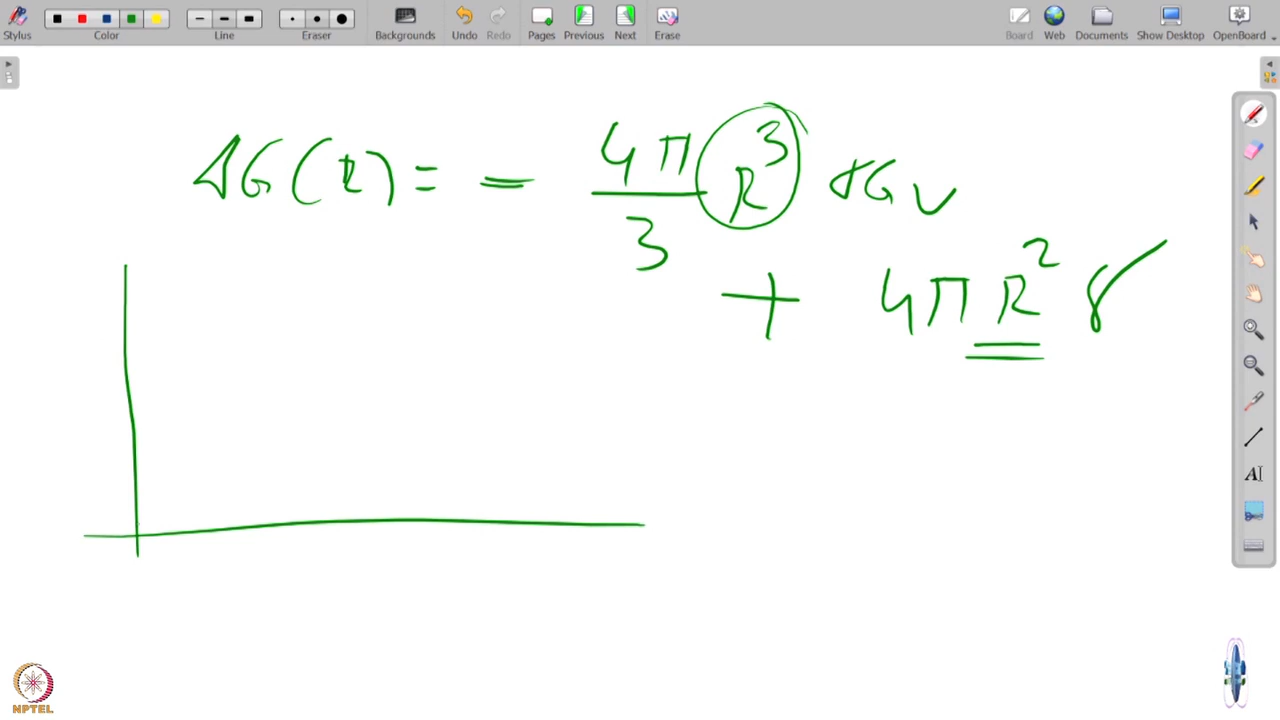 Stylus Color Line Eraser Backgrounds Undo Redo Pages Previous Next Erase Board Web Documents Show Desktop OpenBoard
ΔG(R) = - 4π/3 R³ ΔGv
+ 4πR² γ
AI
NPTEL